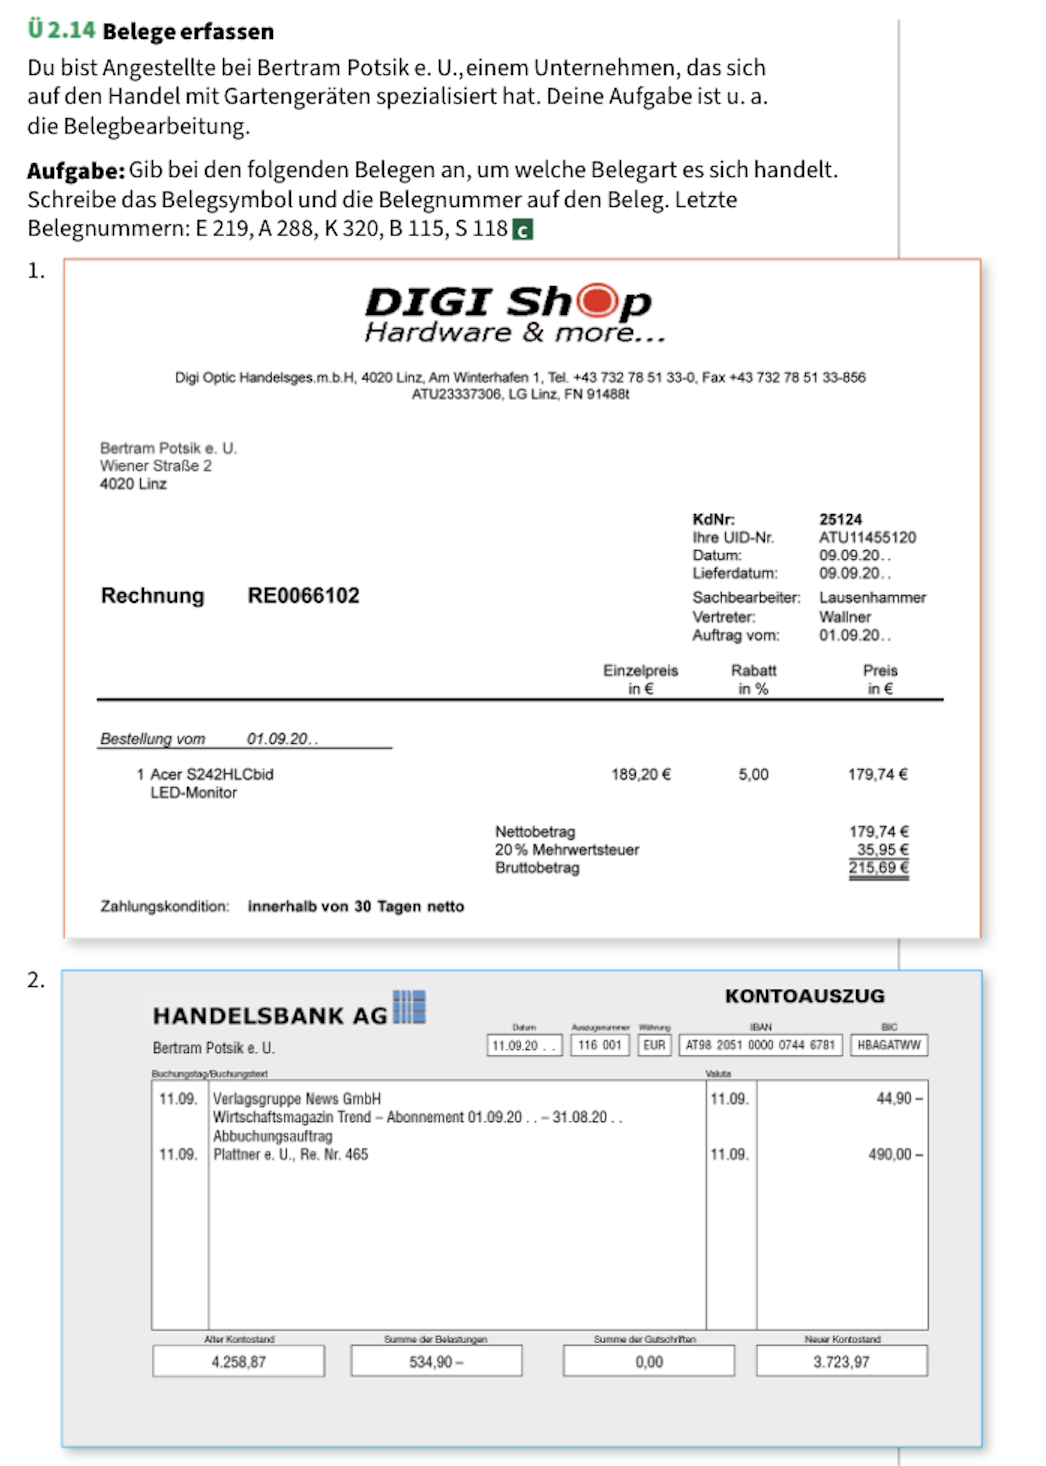 Ü 2.14 Belege erfassen
Du bist Angestellte bei Bertram Potsik e. U., einem Unternehmen, das sich
auf den Handel mit Gartengeräten spezialisiert hat. Deine Aufgabe ist u. a.
die Belegbearbeitung.
Aufgabe: Gib bei den folgenden Belegen an, um welche Belegart es sich handelt.
Schreibe das Belegsymbol und die Belegnummer auf den Beleg. Letzte
Belegnummern: E 219, A 288, K 320, B 115, S 118 C
1.
DIGI Shop
Hardware & more...
Digi Optic Handelsges.m.b.H, 4020 Linz, Am Winterhafen 1, Tel. +43 732 78 51 33-0, Fax +43 732 78 51 33-856
ATU23337306, LG Linz, FN 91488t
Bertram Potsik e. U.
Wiener Straße 2
4020 Linz
KdNr: 25124
Ihre UID-Nr. ATU11455120
Datum: 09.09.20..
Lieferdatum: 09.09.20..
Rechnung RE0066102
Sachbearbeiter: Lausenhammer
Vertreter: Wallner
Auftrag vom: 01.09.20..
Einzelpreis Rabatt Preis
in € in % in €
Bestellung vom 01.09.20..
1 Acer S242HLCbid 189,20 € 5,00 179,74 €
LED-Monitor
Nettobetrag 179,74 €
20 % Mehrwertsteuer 35,95 €
Bruttobetrag 215,69 €
Zahlungskondition: innerhalb von 30 Tagen netto
2.
KONTOAUSZUG
HANDELSBANK AG
Datum Auszugsnummer Währung IBAN BIC
Bertram Potsik e. U. 11.09.20 . . 116 001 EUR AT98 2051 0000 0744 6781 HBAGATWW
Buchungstag/Buchungstext Valuta
11.09. Verlagsgruppe News GmbH 11.09. 44,90 –
Wirtschaftsmagazin Trend – Abonnement 01.09.20 . . – 31.08.20 . .
Abbuchungsauftrag
11.09. Plattner e. U., Re. Nr. 465 11.09. 490,00 –
Alter Kontostand Summe der Belastungen Summe der Gutschriften Neuer Kontostand
4.258,87 534,90 – 0,00 3.723,97